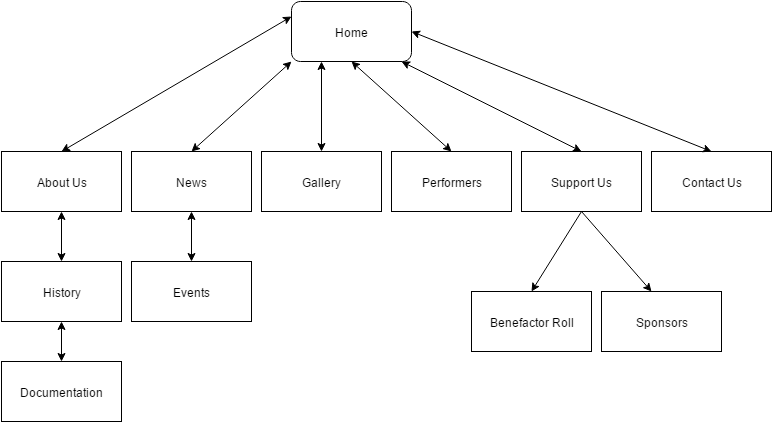 Home
About Us
News
Gallery
Performers
Support Us
Contact Us
History
Events
Benefactor Roll
Sponsors
Documentation